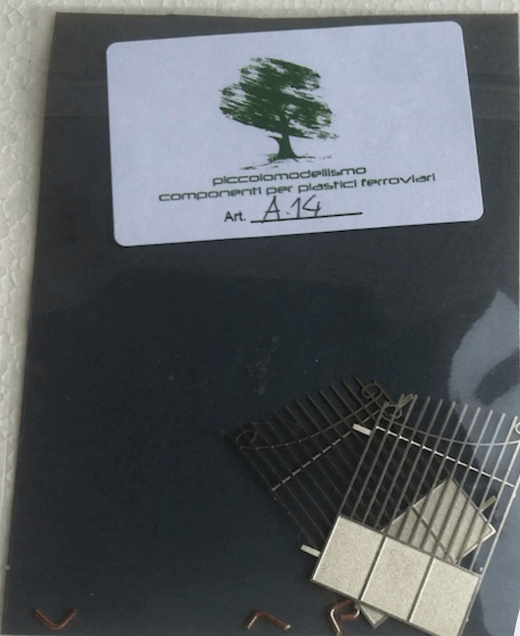 piccolomodellismo
componenti per plastici ferroviari
Art. A.14